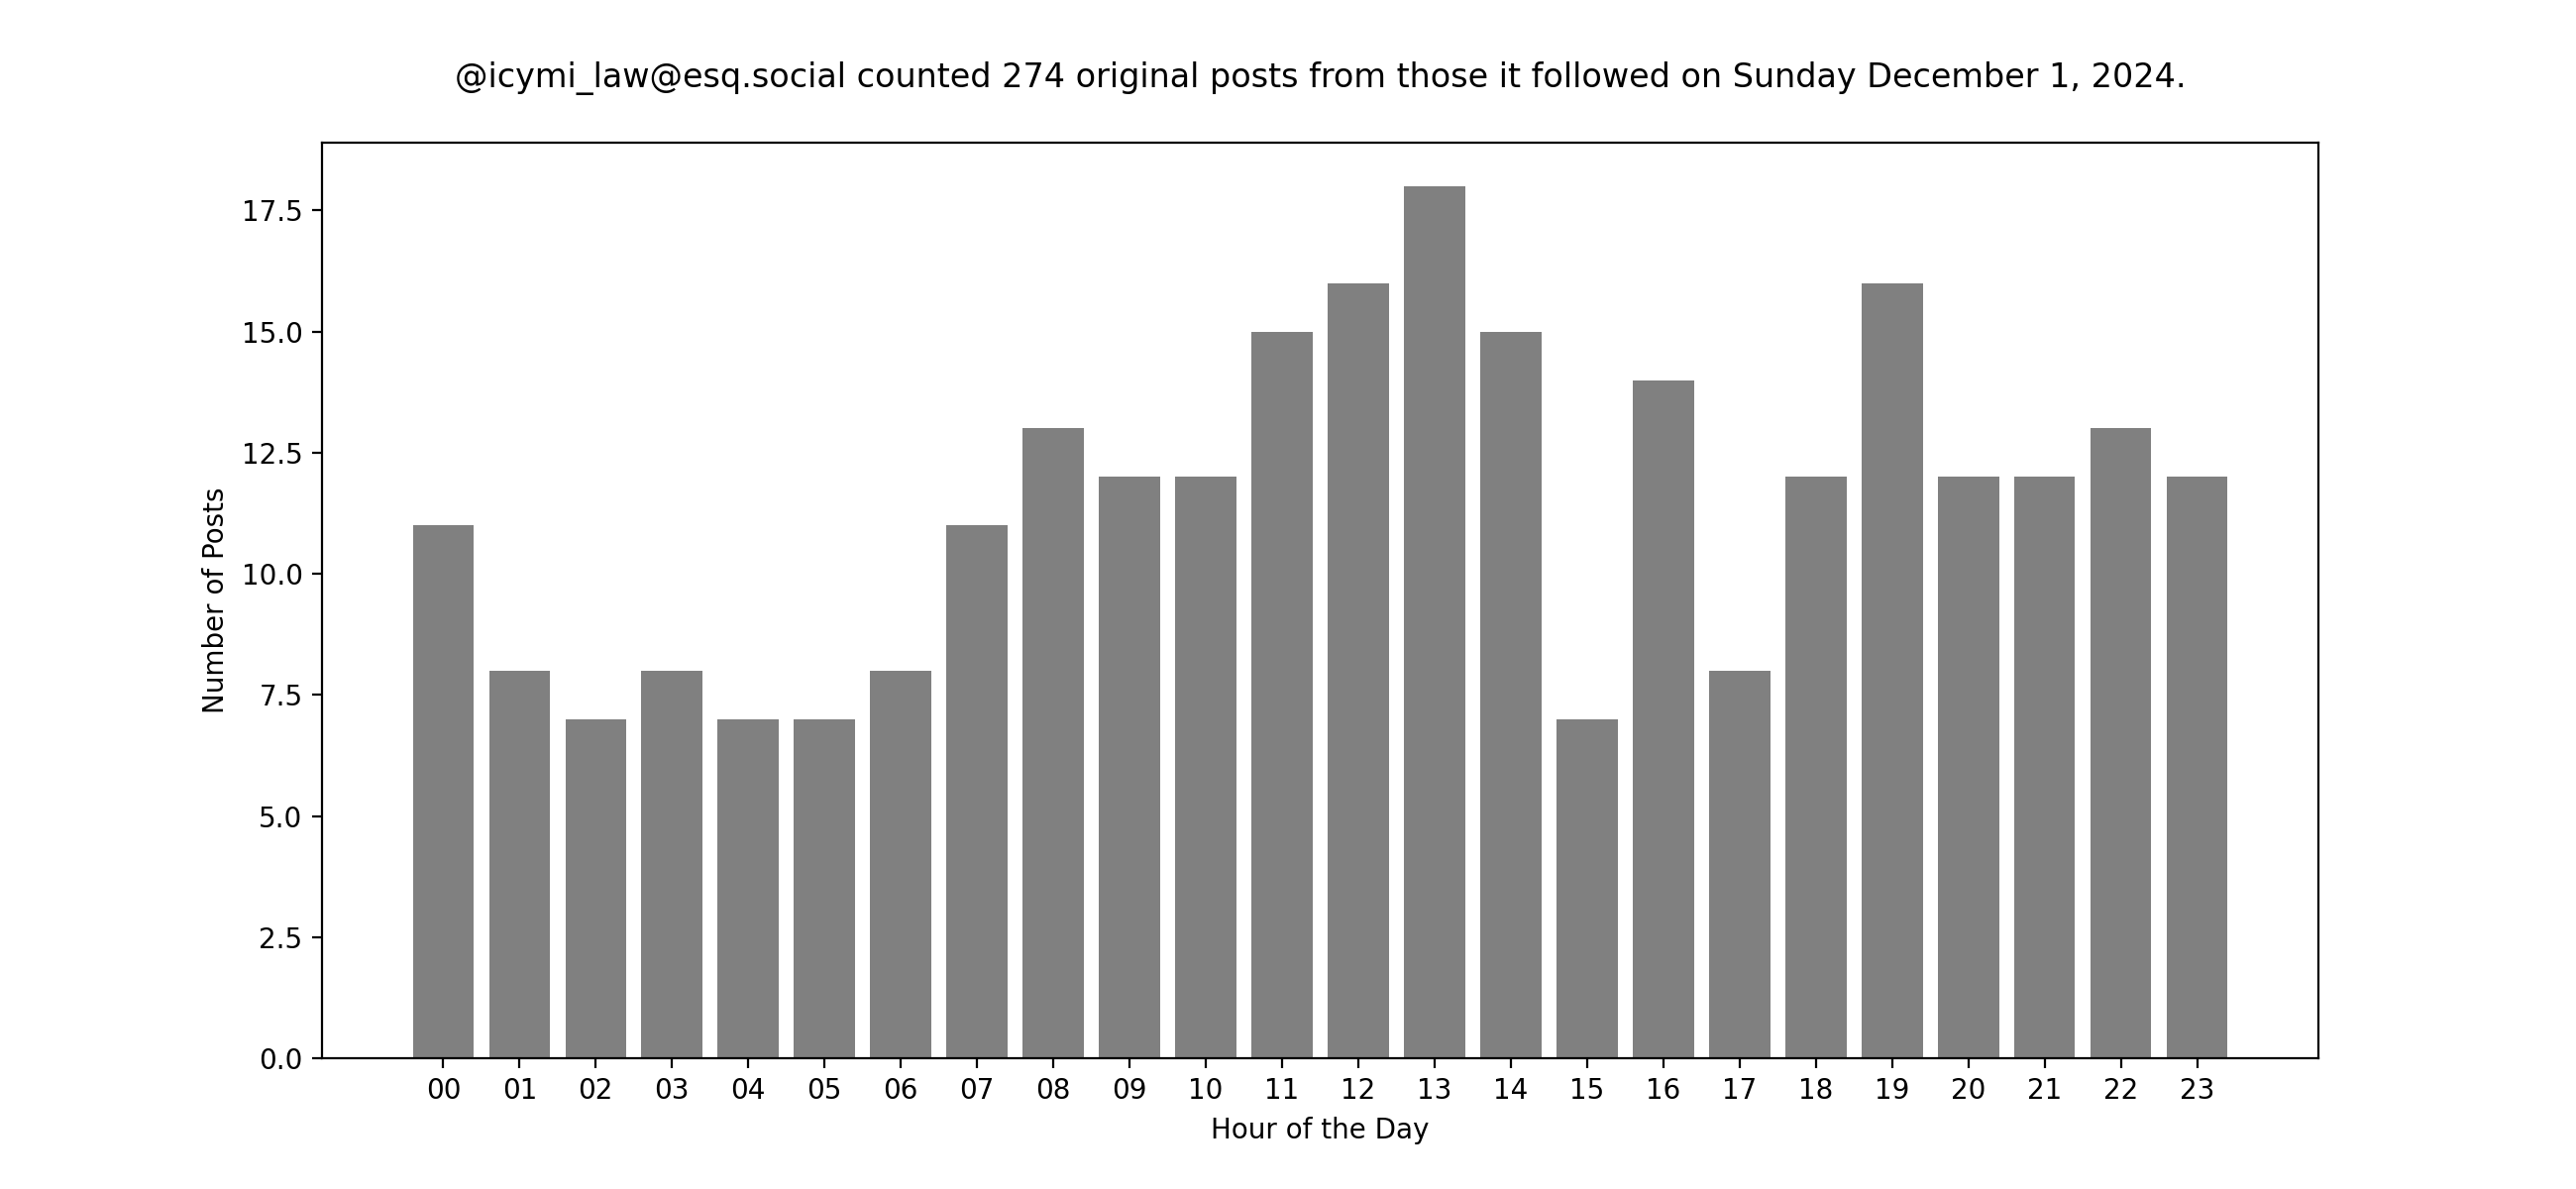 @icymi_law@esq.social counted 274 original posts from those it followed on Sunday December 1, 2024.
17.5
15.0
12.5
10.0
7.5
5.0
2.5
0.0
Number of Posts
00 01 02 03 04 05 06 07 08 09 10 11 12 13 14 15 16 17 18 19 20 21 22 23
Hour of the Day